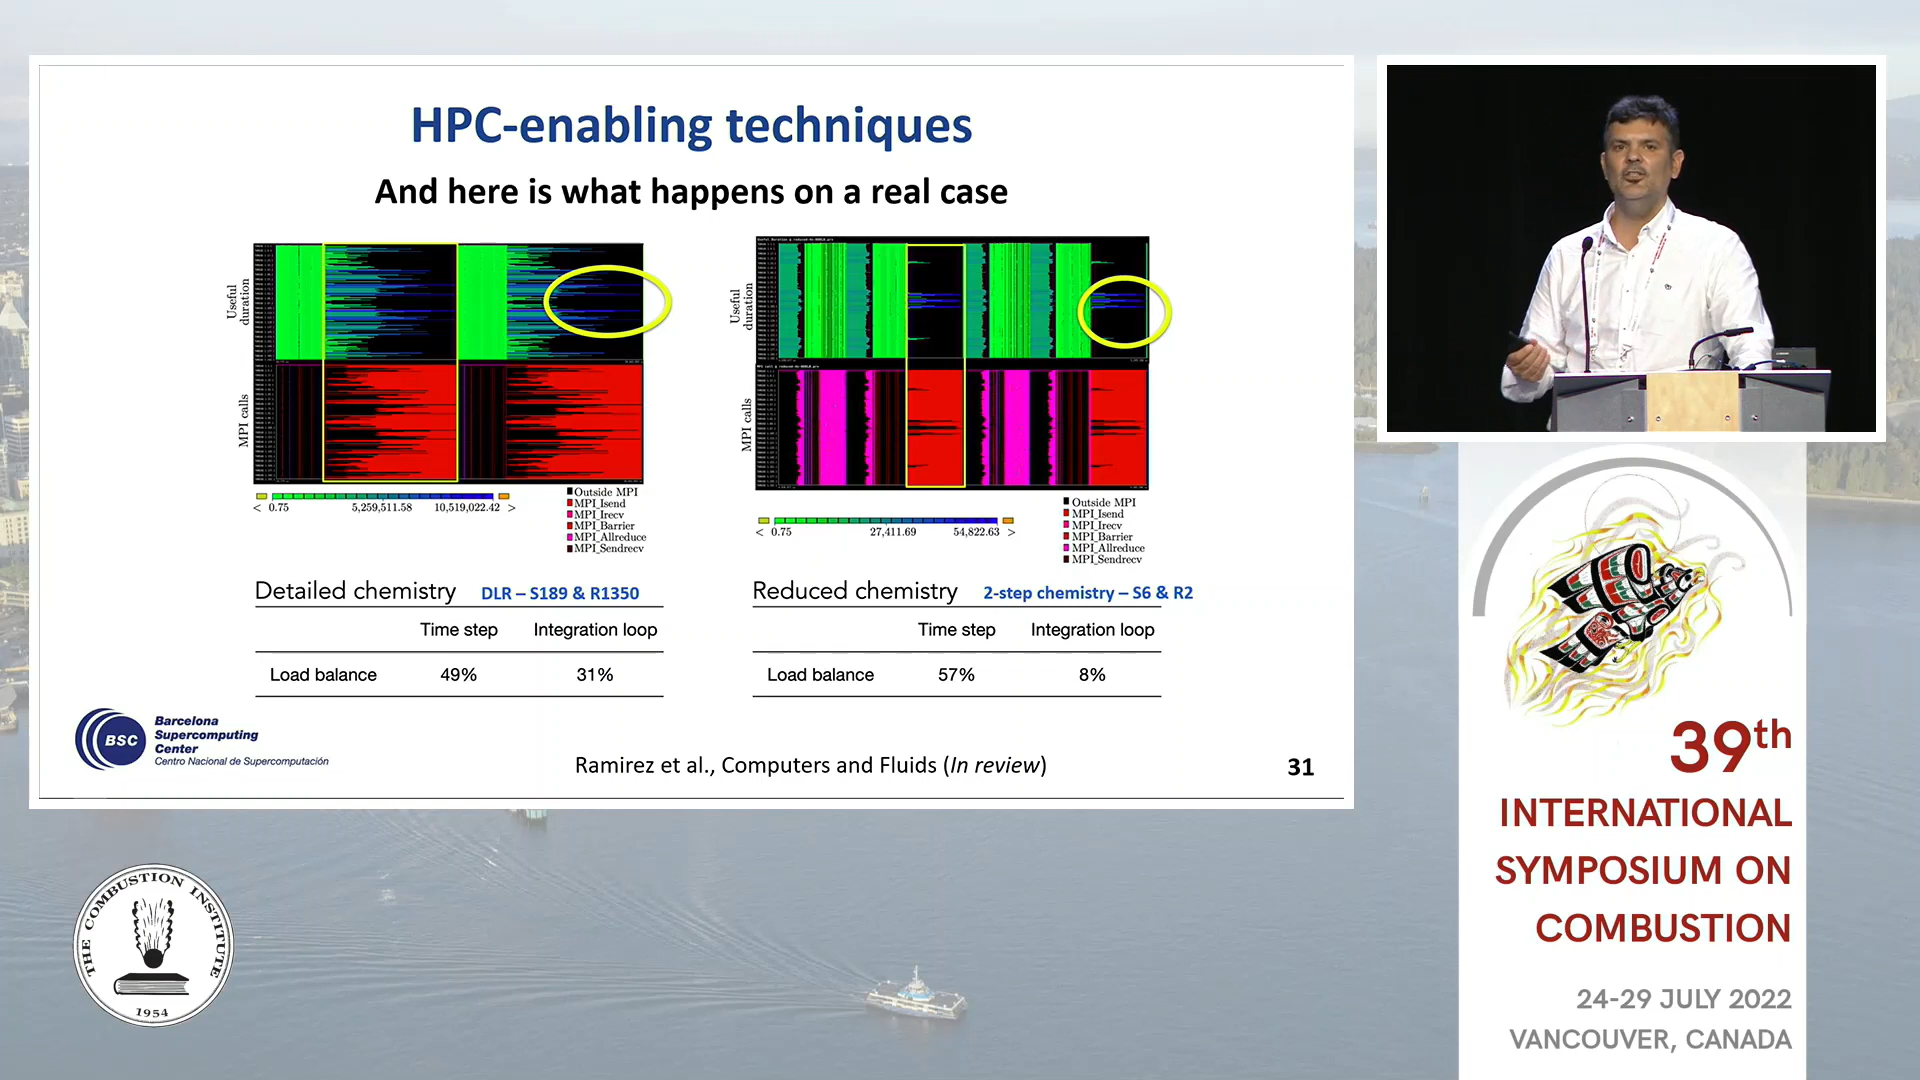 HPC-enabling techniques
And here is what happens on a real case
Useful duration
MPI calls
< 0.75 5,259,511.58 10,519,022.42 >
Outside MPI
MPI_Isend
MPI_Irecv
MPI_Barrier
MPI_Allreduce
MPI_Sendrecv
Useful duration
MPI calls
< 0.75 27,411.69 54,822.63 >
Outside MPI
MPI_Isend
MPI_Irecv
MPI_Barrier
MPI_Allreduce
MPI_Sendrecv
Detailed chemistry DLR – S189 & R1350
Time step Integration loop
Load balance 49% 31%
Reduced chemistry 2-step chemistry – S6 & R2
Time step Integration loop
Load balance 57% 8%
BSC
Barcelona
Supercomputing
Center
Centro Nacional de Supercomputación
Ramirez et al., Computers and Fluids (In review)
31
THE COMBUSTION INSTITUTE
1954
39th
INTERNATIONAL
SYMPOSIUM ON
COMBUSTION
24-29 JULY 2022
VANCOUVER, CANADA